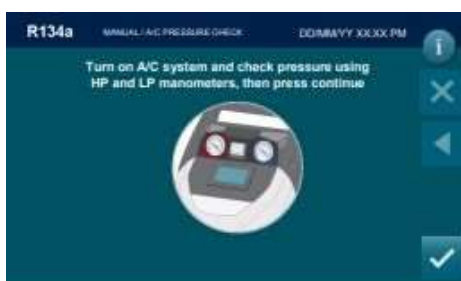 R134a MANUAL / A/C PRESSURE CHECK DD/MM/YY XX:XX PM
Turn on A/C system and check pressure using
HP and LP manometers, then press continue